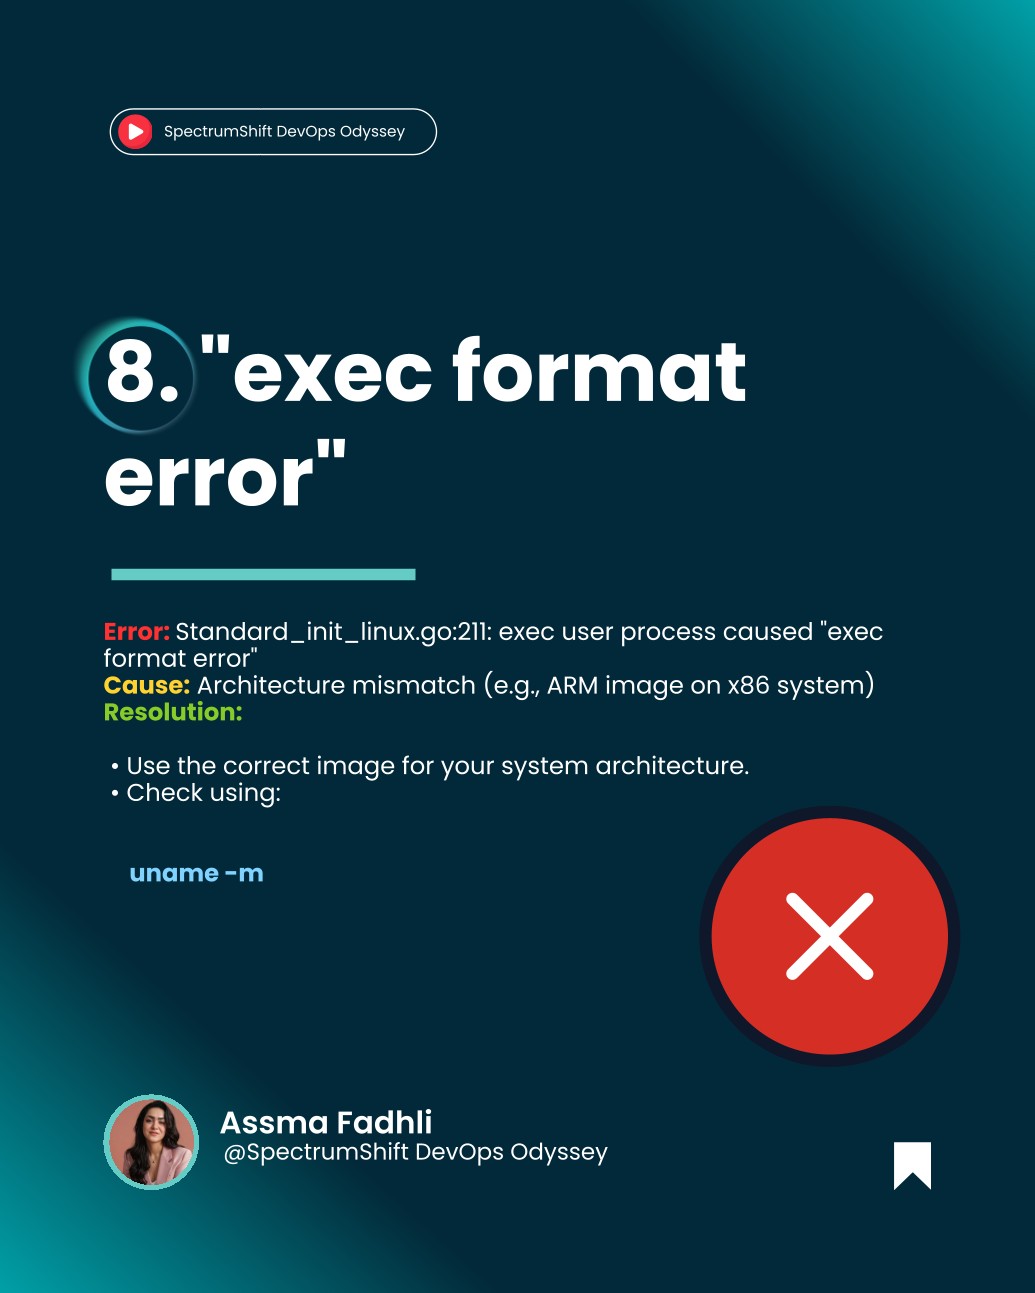 SpectrumShift DevOps Odyssey
8. "exec format
error"
Error: Standard_init_linux.go:211: exec user process caused "exec
format error"
Cause: Architecture mismatch (e.g., ARM image on x86 system)
Resolution:
• Use the correct image for your system architecture.
• Check using:
uname -m
Assma Fadhli
@SpectrumShift DevOps Odyssey